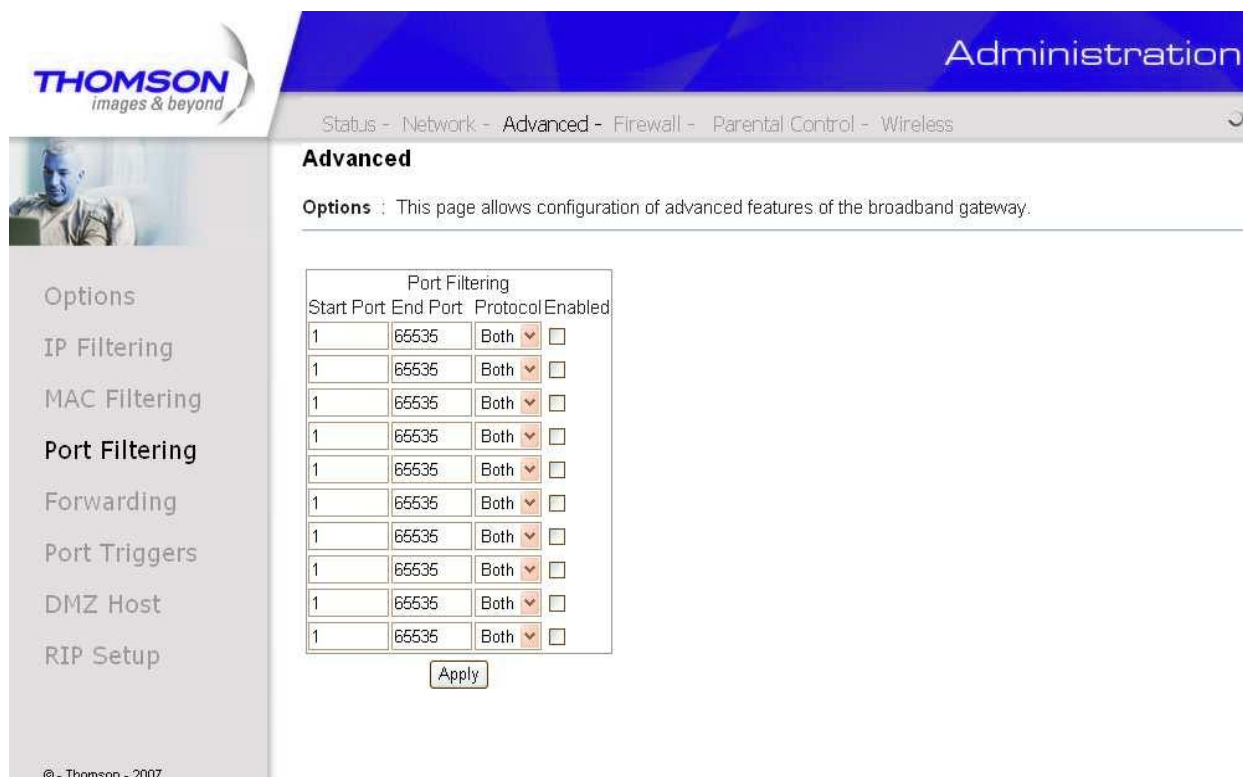 THOMSON
images & beyond
Administration
Status - Network - Advanced - Firewall - Parental Control - Wireless
Advanced
Options : This page allows configuration of advanced features of the broadband gateway.
Options
IP Filtering
MAC Filtering
Port Filtering
Forwarding
Port Triggers
DMZ Host
RIP Setup
Port Filtering
Start Port End Port Protocol Enabled
1 65535 Both
1 65535 Both
1 65535 Both
1 65535 Both
1 65535 Both
1 65535 Both
1 65535 Both
1 65535 Both
1 65535 Both
1 65535 Both
Apply
© - Thomson - 2007